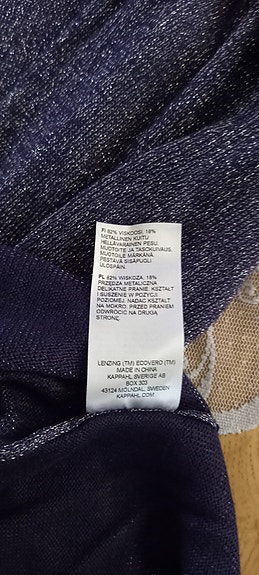 FI 82% VISKOOSI, 18%
METALLINEN KUITU
HELLÄVARAINEN PESU.
MUOTOILE JA TASOKUIVAUS.
MUOTOILE MÄRKÄNÄ.
PESTÄVÄ SISÄPUOLI
ULOSPÄIN.
PL 82% WISKOZA, 18%
PRZĘDZA METALICZNA
DELIKATNE PRANIE. KSZTAŁT
I SUSZENIE W POZYCJI
POZIOMEJ. NADAĆ KSZTAŁT
NA MOKRO. PRZED PRANIEM
ODWRÓCIĆ NA DRUGĄ
STRONĘ.
LENZING (TM) ECOVERO (TM)
MADE IN CHINA
KAPPAHL SVERIGE AB
BOX 303
43124 MÖLNDAL, SWEDEN
KAPPAHL.COM